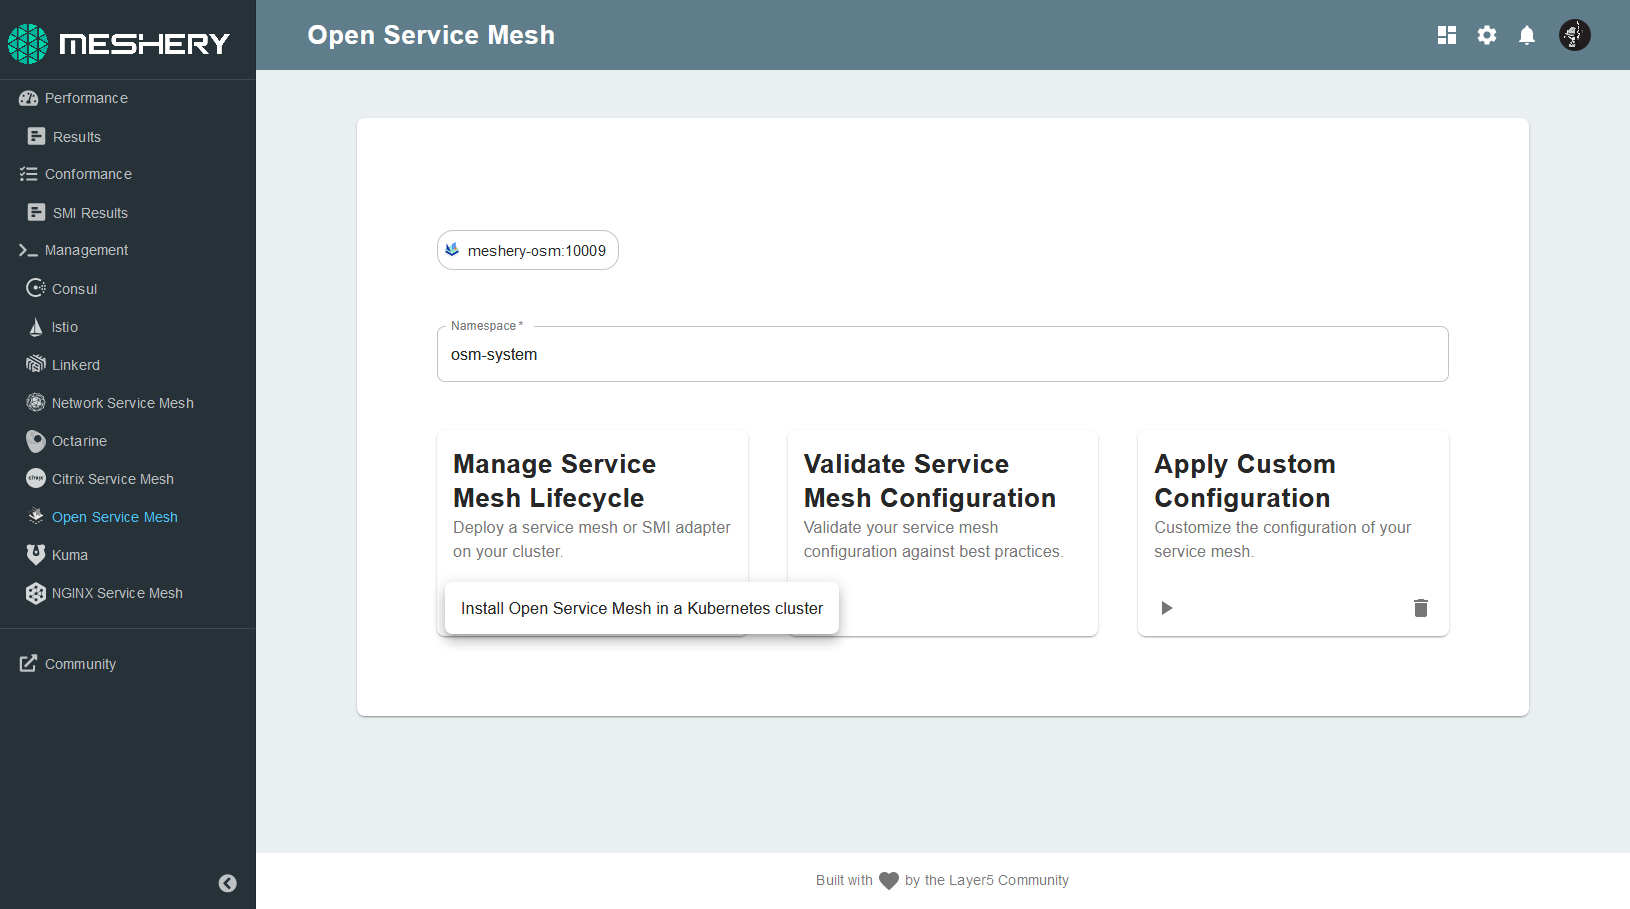 MESHERY
Performance
Results
Conformance
SMI Results
Management
Consul
Istio
Linkerd
Network Service Mesh
Octarine
citrix
Citrix Service Mesh
Open Service Mesh
Kuma
NGINX Service Mesh
Community
Open Service Mesh
meshery-osm:10009
Namespace *
osm-system
Manage Service
Mesh Lifecycle
Deploy a service mesh or SMI adapter
on your cluster.
Install Open Service Mesh in a Kubernetes cluster
Validate Service
Mesh Configuration
Validate your service mesh
configuration against best practices.
Apply Custom
Configuration
Customize the configuration of your
service mesh.
Built with by the Layer5 Community